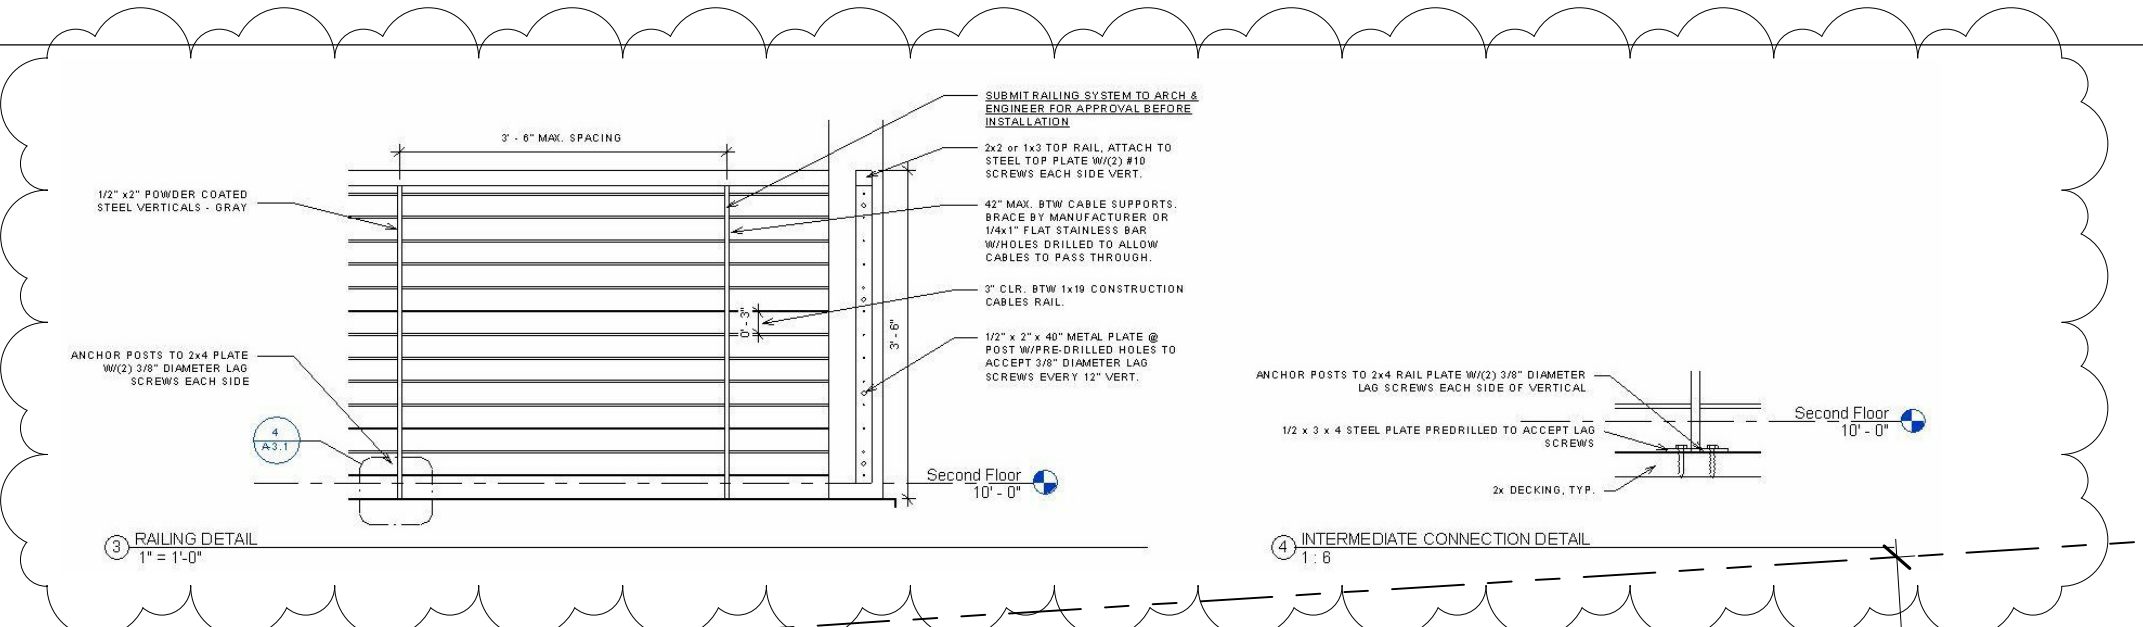 SUBMIT RAILING SYSTEM TO ARCH &
ENGINEER FOR APPROVAL BEFORE
INSTALLATION
3' - 6" MAX. SPACING
2x2 or 1x3 TOP RAIL, ATTACH TO
STEEL TOP PLATE W/(2) #10
SCREWS EACH SIDE VERT.
1/2" x2" POWDER COATED
STEEL VERTICALS - GRAY
42" MAX. BTW CABLE SUPPORTS.
BRACE BY MANUFACTURER OR
1/4x1" FLAT STAINLESS BAR
W/HOLES DRILLED TO ALLOW
CABLES TO PASS THROUGH.
3" CLR. BTW 1x19 CONSTRUCTION
CABLES RAIL.
0' - 3"
3' - 6"
1/2" x 2" x 40" METAL PLATE @
POST W/PRE-DRILLED HOLES TO
ACCEPT 3/8" DIAMETER LAG
SCREWS EVERY 12" VERT.
ANCHOR POSTS TO 2x4 PLATE
W/(2) 3/8" DIAMETER LAG
SCREWS EACH SIDE
4
A3.1
Second Floor
10' - 0"
3 RAILING DETAIL
1" = 1'-0"
ANCHOR POSTS TO 2x4 RAIL PLATE W/(2) 3/8" DIAMETER
LAG SCREWS EACH SIDE OF VERTICAL
1/2 x 3 x 4 STEEL PLATE PREDRILLED TO ACCEPT LAG
SCREWS
2x DECKING, TYP.
Second Floor
10' - 0"
4 INTERMEDIATE CONNECTION DETAIL
1 : 6